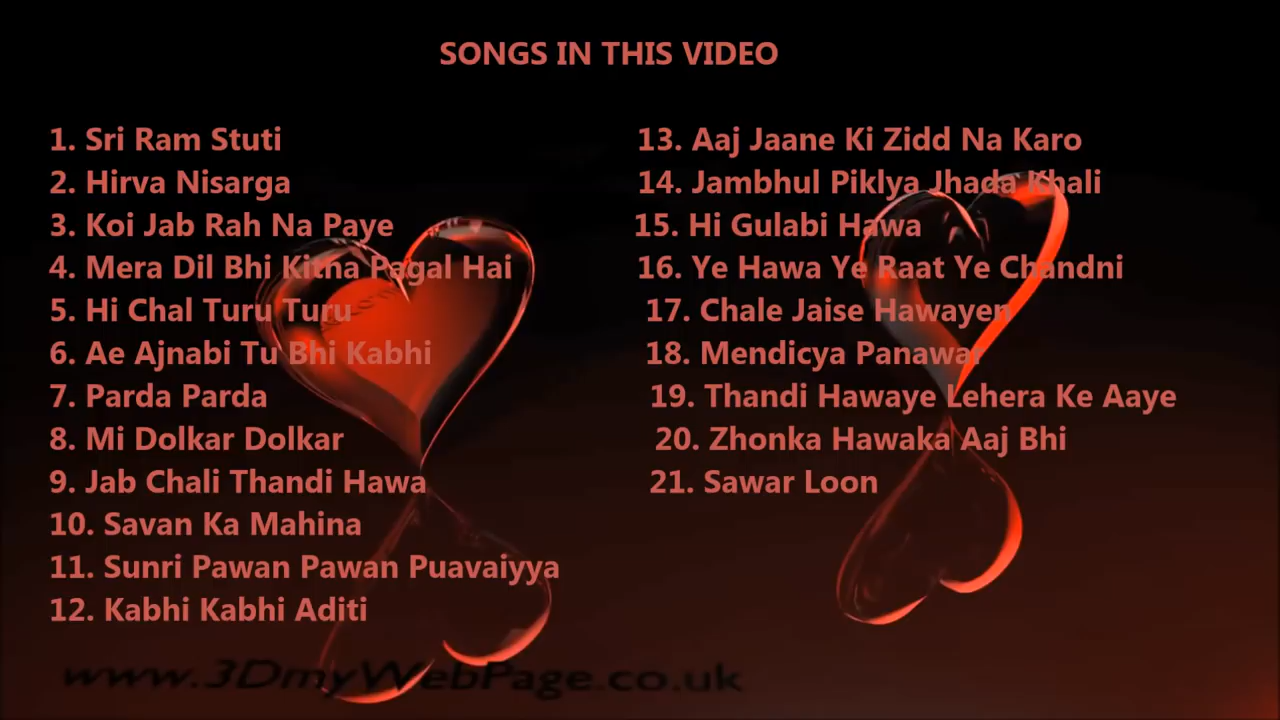 SONGS IN THIS VIDEO
1. Sri Ram Stuti
2. Hirva Nisarga
3. Koi Jab Rah Na Paye
4. Mera Dil Bhi Kitna Pagal Hai
5. Hi Chal Turu Turu
6. Ae Ajnabi Tu Bhi Kabhi
7. Parda Parda
8. Mi Dolkar Dolkar
9. Jab Chali Thandi Hawa
10. Savan Ka Mahina
11. Sunri Pawan Pawan Puavaiyya
12. Kabhi Kabhi Aditi
13. Aaj Jaane Ki Zidd Na Karo
14. Jambhul Piklya Jhada Khali
15. Hi Gulabi Hawa
16. Ye Hawa Ye Raat Ye Chandni
17. Chale Jaise Hawayen
18. Mendicya Panawar
19. Thandi Hawaye Lehera Ke Aaye
20. Zhonka Hawaka Aaj Bhi
21. Sawar Loon
www.3DmyWebPage.co.uk